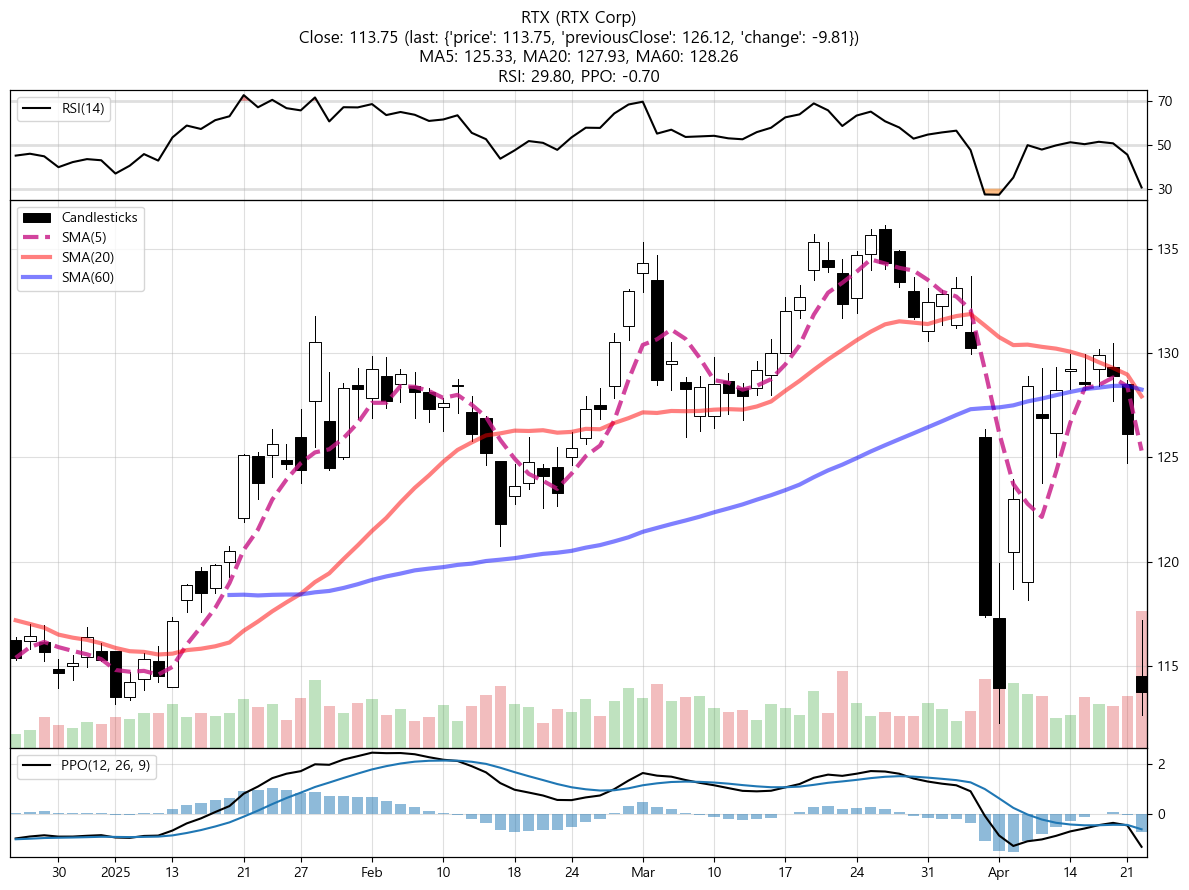 RTX (RTX Corp)
Close: 113.75 (last: {'price': 113.75, 'previousClose': 126.12, 'change': -9.81})
MA5: 125.33, MA20: 127.93, MA60: 128.26
RSI: 29.80, PPO: -0.70
RSI(14)
70
50
30
Candlesticks
SMA(5)
SMA(20)
SMA(60)
135
130
125
120
115
PPO(12, 26, 9)
2
0
30 2025 13 21 27 Feb 10 18 24 Mar 10 17 24 31 Apr 14 21